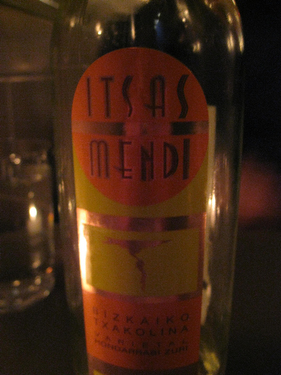 ITSAS
MENDI
BIZKAIKO
TXAKOLINA